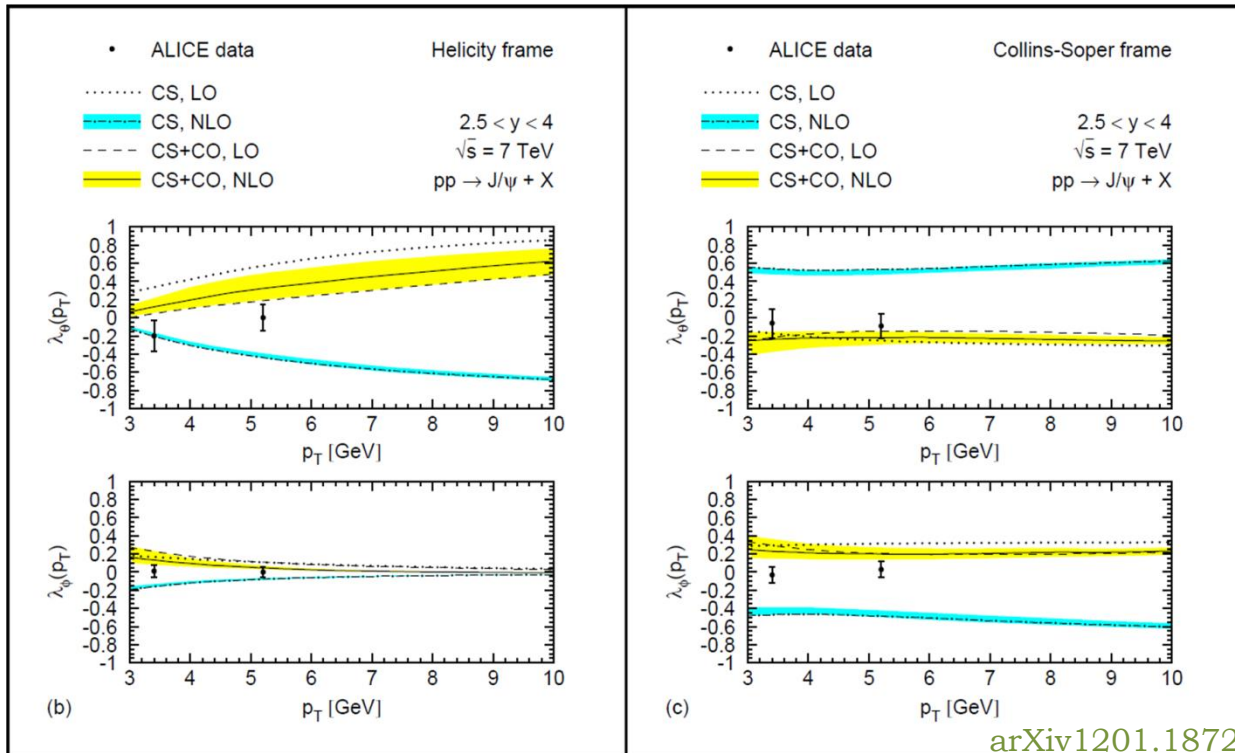 ALICE data Helicity frame
CS, LO
CS, NLO 2.5 < y < 4
CS+CO, LO √s = 7 TeV
CS+CO, NLO pp → J/ψ + X
λθ(pT)
1
0.8
0.6
0.4
0.2
0
-0.2
-0.4
-0.6
-0.8
-1
3 4 5 6 7 8 9 10
pT [GeV]
λϕ(pT)
1
0.8
0.6
0.4
0.2
0
-0.2
-0.4
-0.6
-0.8
-1
3 4 5 6 7 8 9 10
(b) pT [GeV]
ALICE data Collins-Soper frame
CS, LO
CS, NLO 2.5 < y < 4
CS+CO, LO √s = 7 TeV
CS+CO, NLO pp → J/ψ + X
λθ(pT)
1
0.8
0.6
0.4
0.2
0
-0.2
-0.4
-0.6
-0.8
-1
3 4 5 6 7 8 9 10
pT [GeV]
λϕ(pT)
1
0.8
0.6
0.4
0.2
0
-0.2
-0.4
-0.6
-0.8
-1
3 4 5 6 7 8 9 10
(c) pT [GeV]
arXiv1201.1872